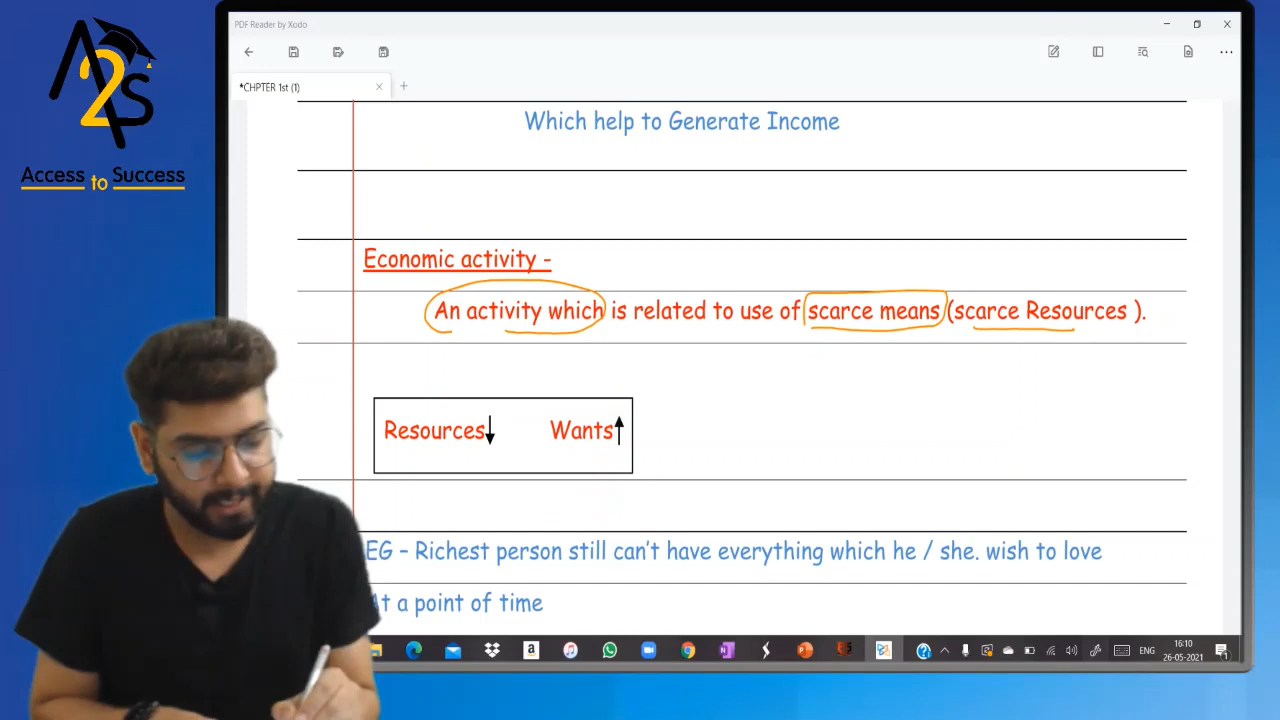 PDF Reader by Xodo
*CHPTER 1st (1)
A2S
Access to Success
Which help to Generate Income
Economic activity -
An activity which is related to use of scarce means (scarce Resources ).
Resources↓ Wants↑
EG – Richest person still can't have everything which he / she. wish to love
At a point of time
ENG
16:10
26-05-2021